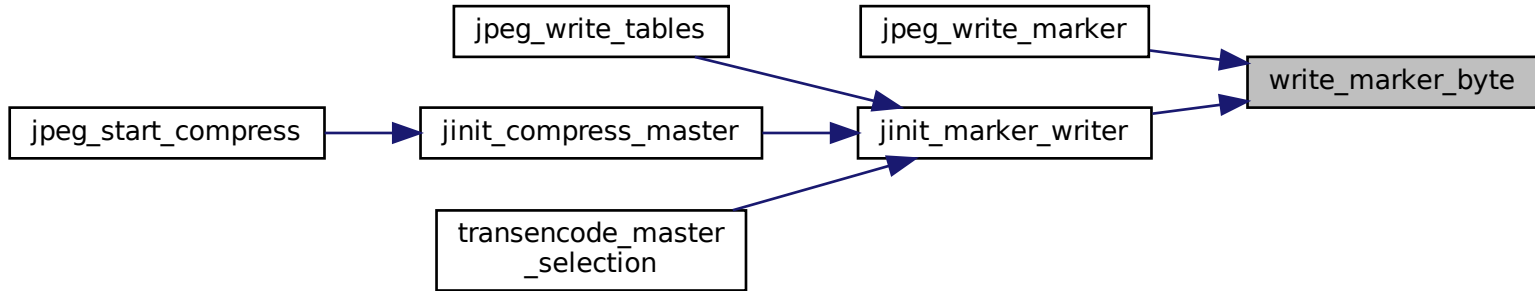 jpeg_write_tables
jpeg_write_marker
write_marker_byte
jpeg_start_compress
jinit_compress_master
jinit_marker_writer
transencode_master
_selection